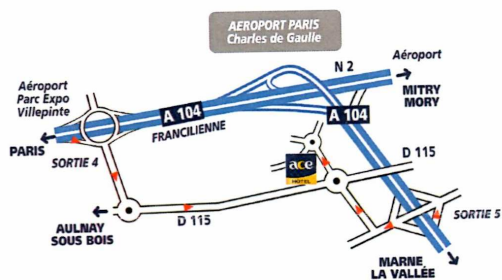 AEROPORT PARIS
Charles de Gaulle
Aéroport
N 2
Aéroport
Parc Expo
Villepinte
MITRY
MORY
A 104
A 104
FRANCILIENNE
PARIS
SORTIE 4
D 115
ace
HÔTEL
SORTIE 5
AULNAY
SOUS BOIS
D 115
MARNE
LA VALLÉE